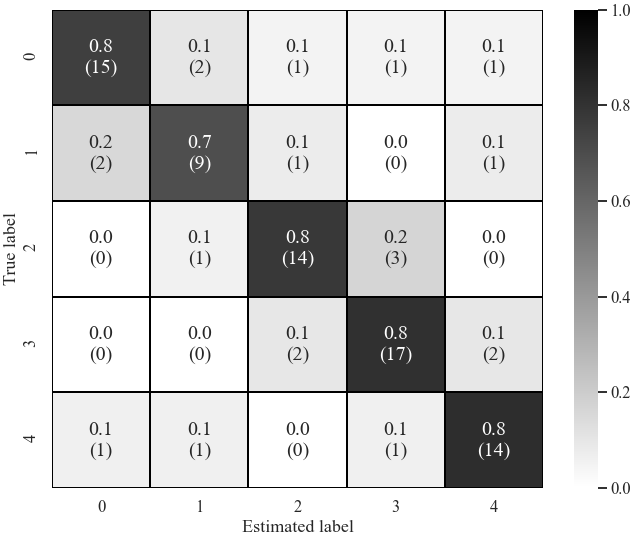 0.8 0.1 0.1 0.1 0.1 1.0
(15) (2) (1) (1) (1)
0
0.8
0.2 0.7 0.1 0.0 0.1
(2) (9) (1) (0) (1)
1
0.6
0.0 0.1 0.8 0.2 0.0
(0) (1) (14) (3) (0)
2
True label
0.4
0.0 0.0 0.1 0.8 0.1
(0) (0) (2) (17) (2)
3
0.2
0.1 0.1 0.0 0.1 0.8
(1) (1) (0) (1) (14)
4
0.0
0 1 2 3 4
Estimated label